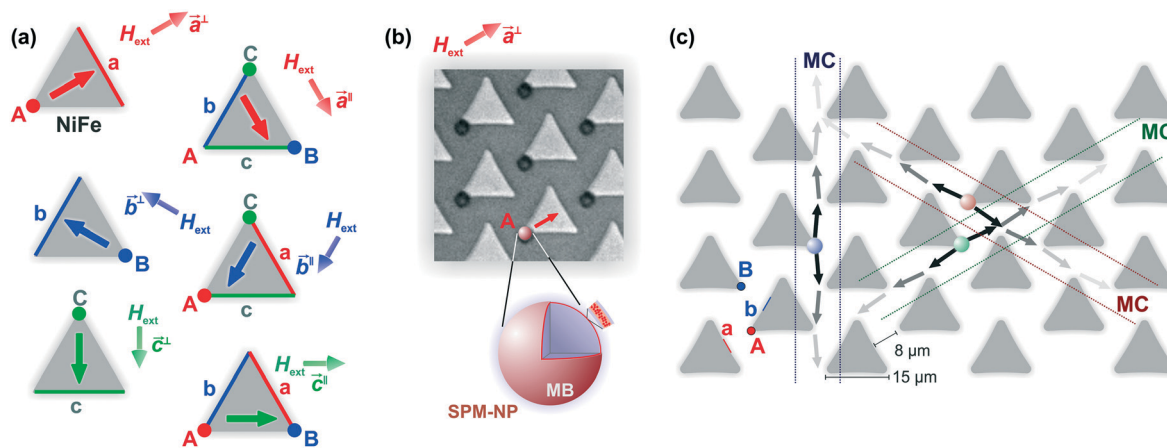 (a)
H_ext a⃗^⊥
a
A
NiFe
C
H_ext
a⃗^∥
b
A
B
c
b
b⃗^⊥
H_ext
B
C
H_ext
a
b⃗^∥
A
c
C
H_ext
c⃗^⊥
c
H_ext
c⃗^∥
b
a
A
B
(b)
H_ext a⃗^⊥
A
MB
SPM-NP
(c)
MC
MC
B
b
A
a
MC
8 µm
15 µm